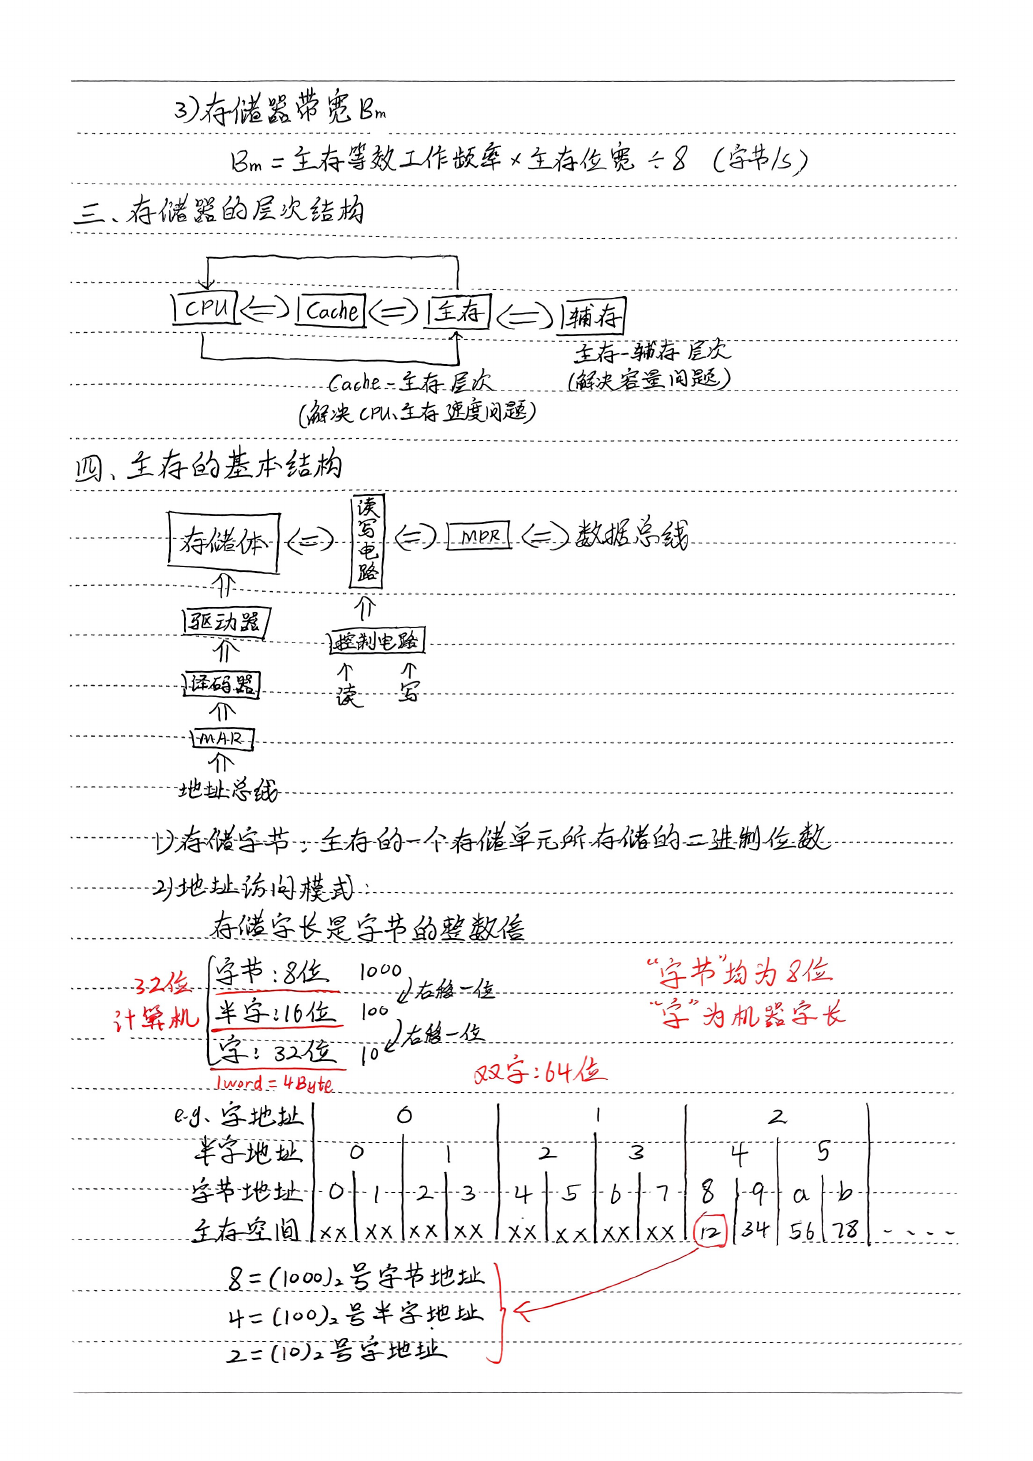 3)存储器带宽Bm
Bm = 主存等效工作频率 × 主存位宽 ÷ 8 (字节/s)
三、存储器的层次结构
CPU Cache 主存 辅存
主存-辅存 层次
(解决容量问题)
Cache-主存 层次
(解决CPU、主存速度问题)
四、主存的基本结构
存储体 读写电路 MDR 数据总线
驱动器
控制电路
译码器
读 写
MAR
地址总线
1)存储字节:主存的一个存储单元所存储的二进制位数
2)地址访问模式:
存储字长是字节的整数倍
32位
计算机
字节:8位 1000
右移一位
半字:16位 100
右移一位
字:32位 10
1word = 4Byte
"字节"均为8位
"字"为机器字长
双字:64位
e.g. 字地址 0 1 2
半字地址 0 1 2 3 4 5
字节地址 0 1 2 3 4 5 6 7 8 9 a b
主存空间 xx xx xx xx xx xx xx xx 12 34 56 78 ----
8=(1000)₂号字节地址
4=(100)₂号半字地址
2=(10)₂号字地址